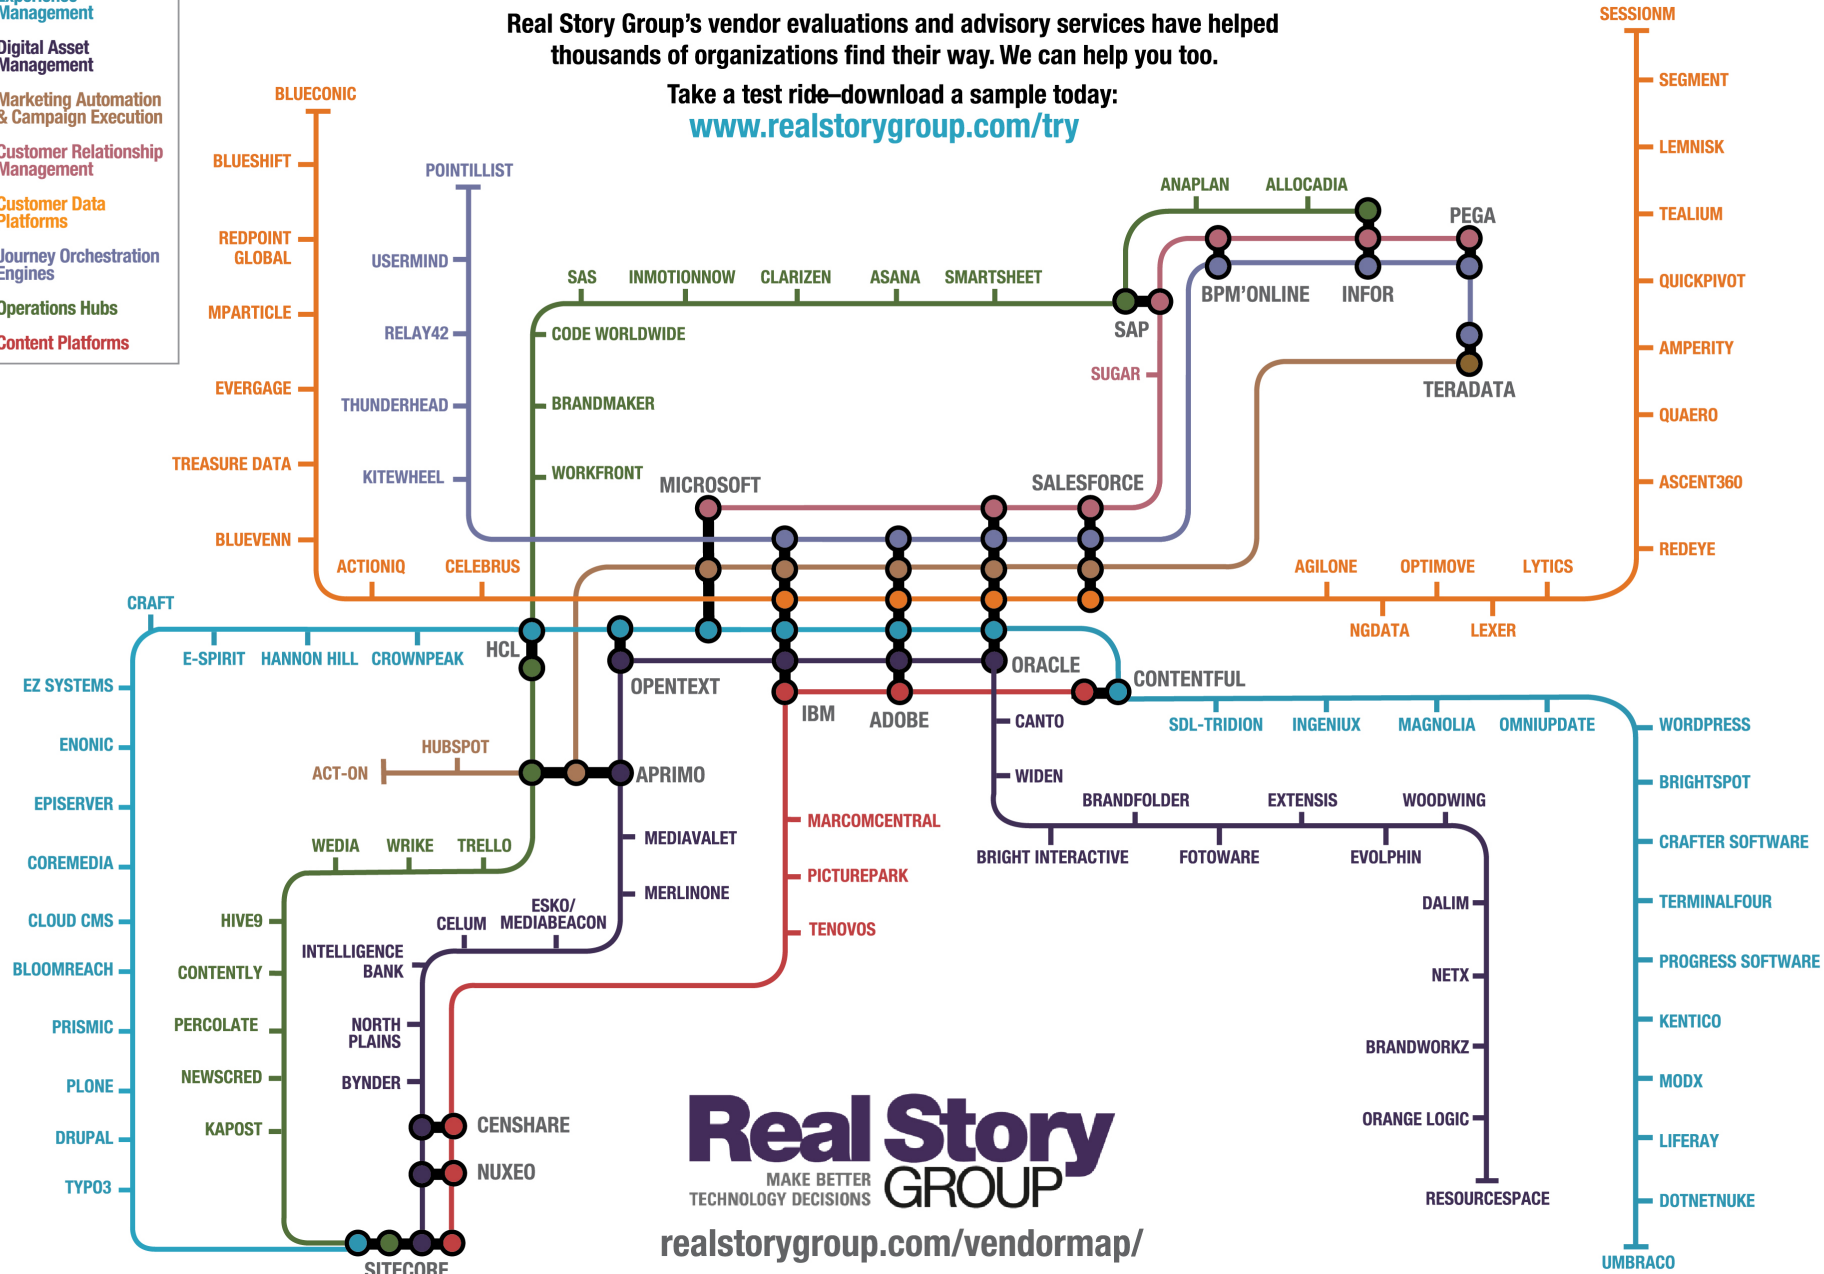 Management
Digital Asset
Management
Marketing Automation
& Campaign Execution
Customer Relationship
Management
Customer Data
Platforms
Journey Orchestration
Engines
Operations Hubs
Content Platforms
Real Story Group's vendor evaluations and advisory services have helped
thousands of organizations find their way. We can help you too.
Take a test ride–download a sample today:
www.realstorygroup.com/try
SESSIONM
SEGMENT
LEMNISK
TEALIUM
QUICKPIVOT
AMPERITY
QUAERO
ASCENT360
REDEYE
BLUECONIC
BLUESHIFT
REDPOINT
GLOBAL
MPARTICLE
EVERGAGE
TREASURE DATA
BLUEVENN
ACTIONIQ
CELEBRUS
POINTILLIST
USERMIND
RELAY42
THUNDERHEAD
KITEWHEEL
SAS
INMOTIONNOW
CLARIZEN
ASANA
SMARTSHEET
CODE WORLDWIDE
BRANDMAKER
WORKFRONT
ANAPLAN
ALLOCADIA
PEGA
SAP
BPM'ONLINE
INFOR
SUGAR
TERADATA
MICROSOFT
SALESFORCE
AGILONE
OPTIMOVE
LYTICS
NGDATA
LEXER
CRAFT
E-SPIRIT
HANNON HILL
CROWNPEAK
HCL
OPENTEXT
IBM
ADOBE
ORACLE
CONTENTFUL
EZ SYSTEMS
ENONIC
EPISERVER
COREMEDIA
CLOUD CMS
BLOOMREACH
PRISMIC
PLONE
DRUPAL
TYPO3
HUBSPOT
ACT-ON
APRIMO
WEDIA
WRIKE
TRELLO
HIVE9
CONTENTLY
PERCOLATE
NEWSCRED
KAPOST
MEDIAVALET
MERLINONE
ESKO/
MEDIABEACON
CELUM
INTELLIGENCE
BANK
NORTH
PLAINS
BYNDER
CENSHARE
NUXEO
SITECORE
MARCOMCENTRAL
PICTUREPARK
TENOVOS
CANTO
WIDEN
BRANDFOLDER
EXTENSIS
WOODWING
BRIGHT INTERACTIVE
FOTOWARE
EVOLPHIN
DALIM
NETX
BRANDWORKZ
ORANGE LOGIC
RESOURCESPACE
SDL-TRIDION
INGENIUX
MAGNOLIA
OMNIUPDATE
WORDPRESS
BRIGHTSPOT
CRAFTER SOFTWARE
TERMINALFOUR
PROGRESS SOFTWARE
KENTICO
MODX
LIFERAY
DOTNETNUKE
UMBRACO
Real Story
GROUP
MAKE BETTER
TECHNOLOGY DECISIONS
realstorygroup.com/vendormap/